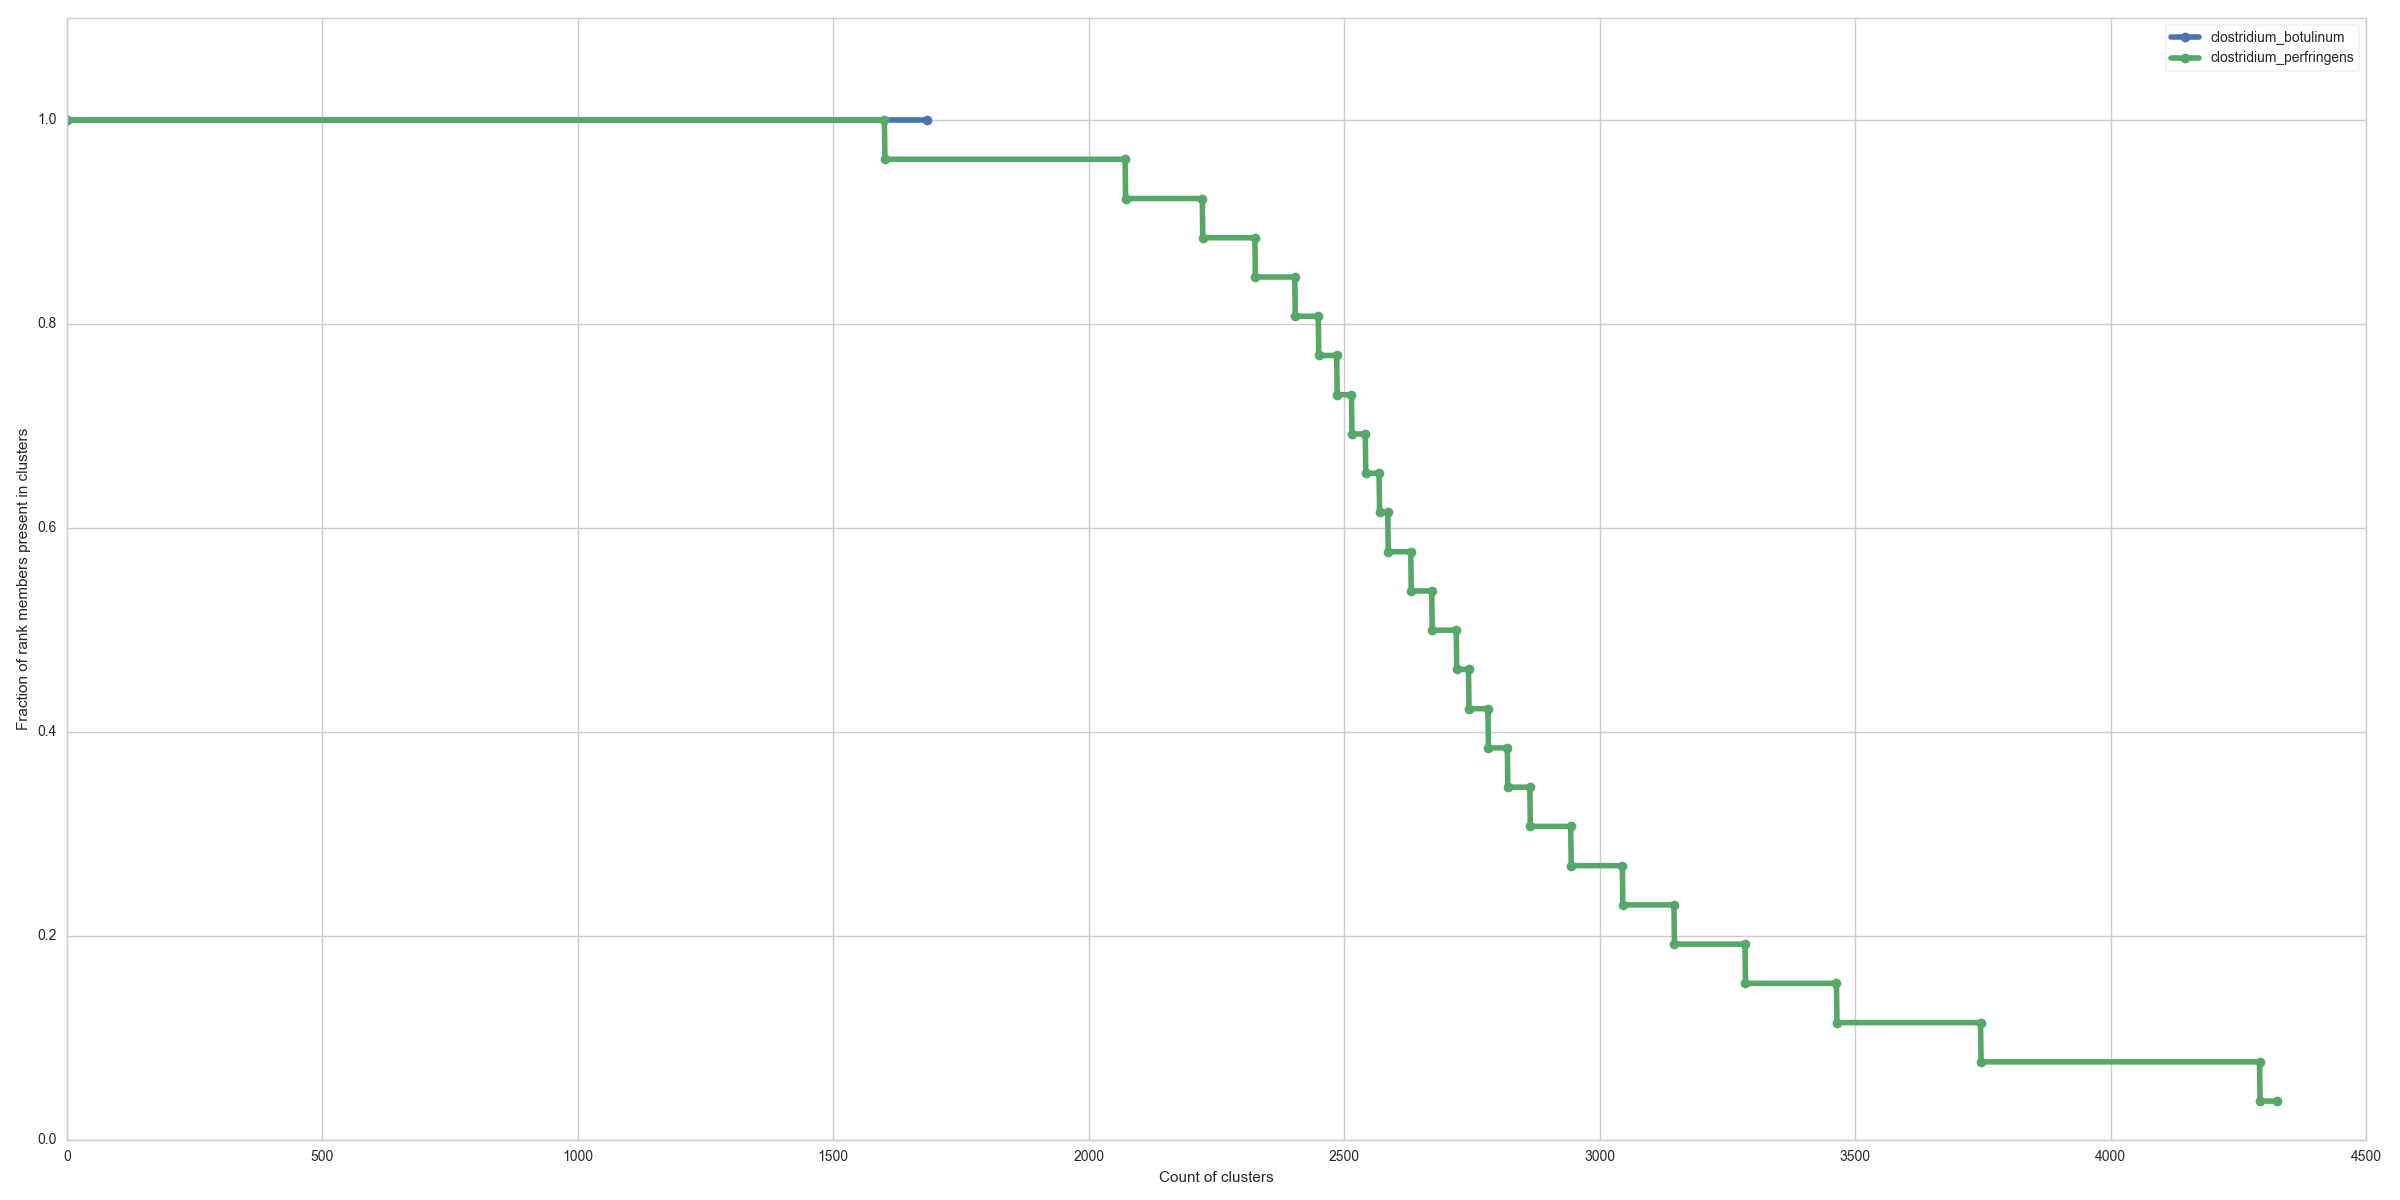 clostridium_botulinum
clostridium_perfringens
1.0
0.8
0.6
0.4
0.2
0.0
Fraction of rank members present in clusters
0 500 1000 1500 2000 2500 3000 3500 4000 4500
Count of clusters